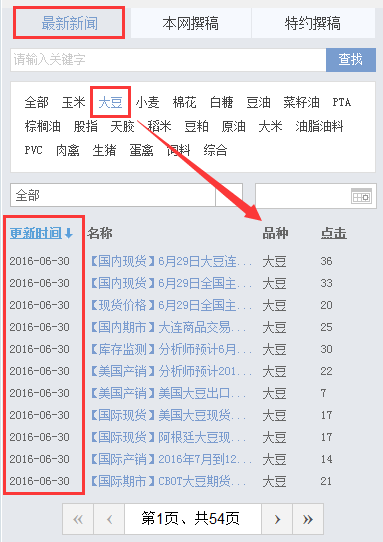 最新新闻 本网撰稿 特约撰稿
请输入关键字 查找
全部 玉米 大豆 小麦 棉花 白糖 豆油 菜籽油 PTA
棕榈油 股指 天胶 稻米 豆粕 原油 大米 油脂油料
PVC 肉禽 生猪 蛋禽 饲料 综合
全部
更新时间↓ 名称 品种 点击
2016-06-30 【国内现货】6月29日大豆连... 大豆 36
2016-06-30 【国内现货】6月29日全国主... 大豆 33
2016-06-30 【现货价格】6月29日全国主... 大豆 20
2016-06-30 【国内期市】大连商品交易... 大豆 25
2016-06-30 【库存监测】分析师预计6月... 大豆 30
2016-06-30 【美国产销】分析师预计201... 大豆 22
2016-06-30 【美国产销】美国大豆出口... 大豆 7
2016-06-30 【国际现货】美国大豆现货... 大豆 17
2016-06-30 【国际现货】阿根廷大豆现... 大豆 17
2016-06-30 【国际产销】2016年7月到12... 大豆 14
2016-06-30 【国际期市】CBOT大豆期货... 大豆 21
« ‹ 第1页、共54页 › »